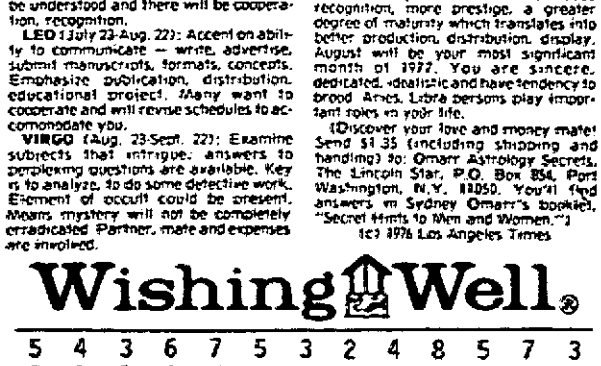 be understood and there will be coopera-
tion, recognition.
LEO (July 23-Aug. 22): Accent on abili-
ty to communicate — write, advertise,
submit manuscripts, formats, concepts.
Emphasize publication, distribution,
educational project. Many want to
cooperate and will revise schedules to ac-
comonodate you.
VIRGO (Aug. 23-Sept. 22): Examine
subjects that intrigue; answers to
perplexing questions are available. Key
is to analyze, to do some detective work.
Element of occult could be present.
Means mystery will not be completely
erradicated. Partner, mate and expenses
are involved.
recognition, more prestige, a greater
degree of maturity which translates into
better production, distribution, display.
August will be your most significant
month of 1977. You are sincere,
dedicated, idealistic and have tendency to
brood. Aries, Libra persons play impor-
tant roles in your life.
(Discover your love and money mate!
Send $1.35 (including shipping and
handling) to: Omarr Astrology Secrets,
The Lincoln Star, P.O. Box 854, Port
Washington, N.Y. 11050. You'll find
answers in Sydney Omarr's booklet,
"Secret Hints to Men and Women.")
(c) 1976 Los Angeles Times
Wishing Well®
5 4 3 6 7 5 3 2 4 8 5 7 3